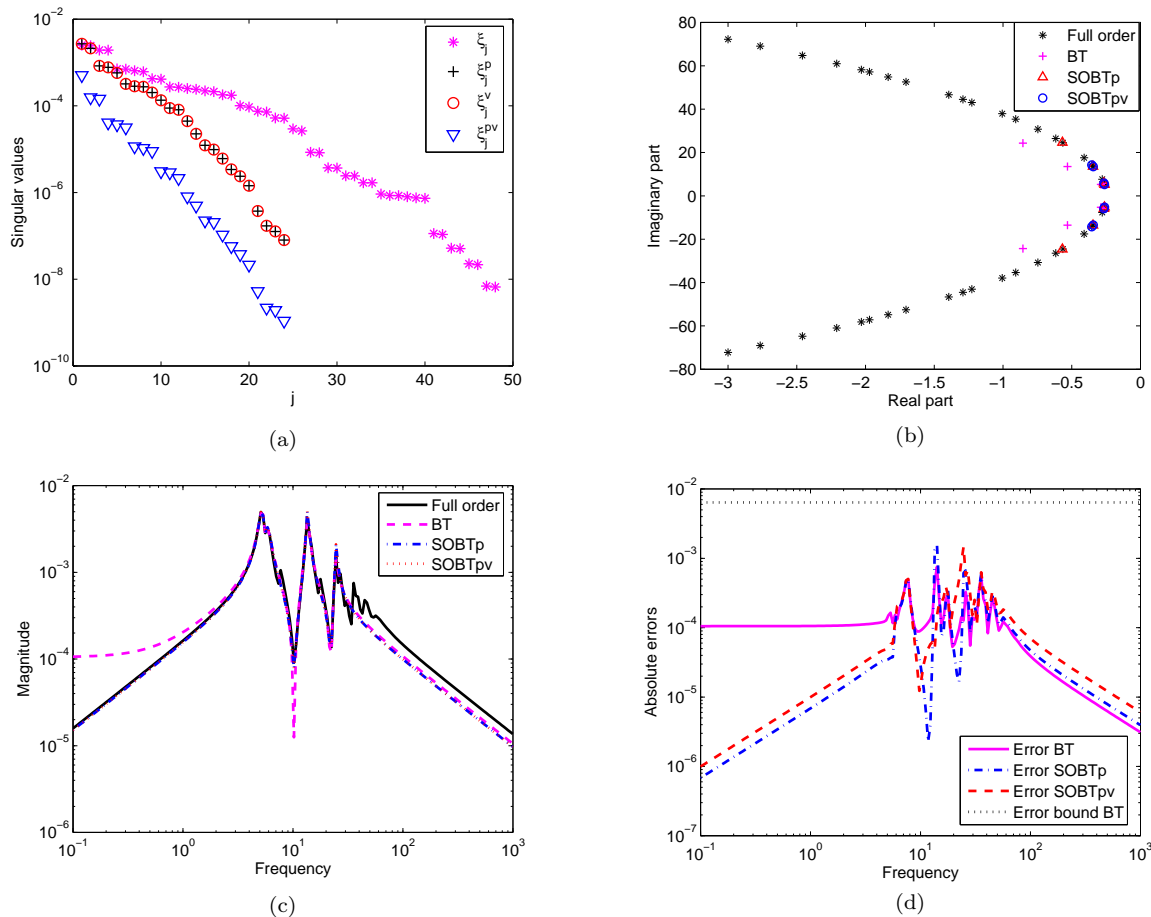 10^−2
10^−4
10^−6
10^−8
10^−10
Singular values
0 10 20 30 40 50
j
ξ_j
ξ_j^p
ξ_j^v
ξ_j^pv
(a)
80
60
40
20
0
−20
−40
−60
−80
Imaginary part
−3 −2.5 −2 −1.5 −1 −0.5 0
Real part
Full order
BT
SOBTp
SOBTpv
(b)
10^−2
10^−3
10^−4
10^−5
10^−6
Magnitude
10^−1 10^0 10^1 10^2 10^3
Frequency
Full order
BT
SOBTp
SOBTpv
(c)
10^−2
10^−3
10^−4
10^−5
10^−6
10^−7
Absolute errors
10^−1 10^0 10^1 10^2 10^3
Frequency
Error BT
Error SOBTp
Error SOBTpv
Error bound BT
(d)